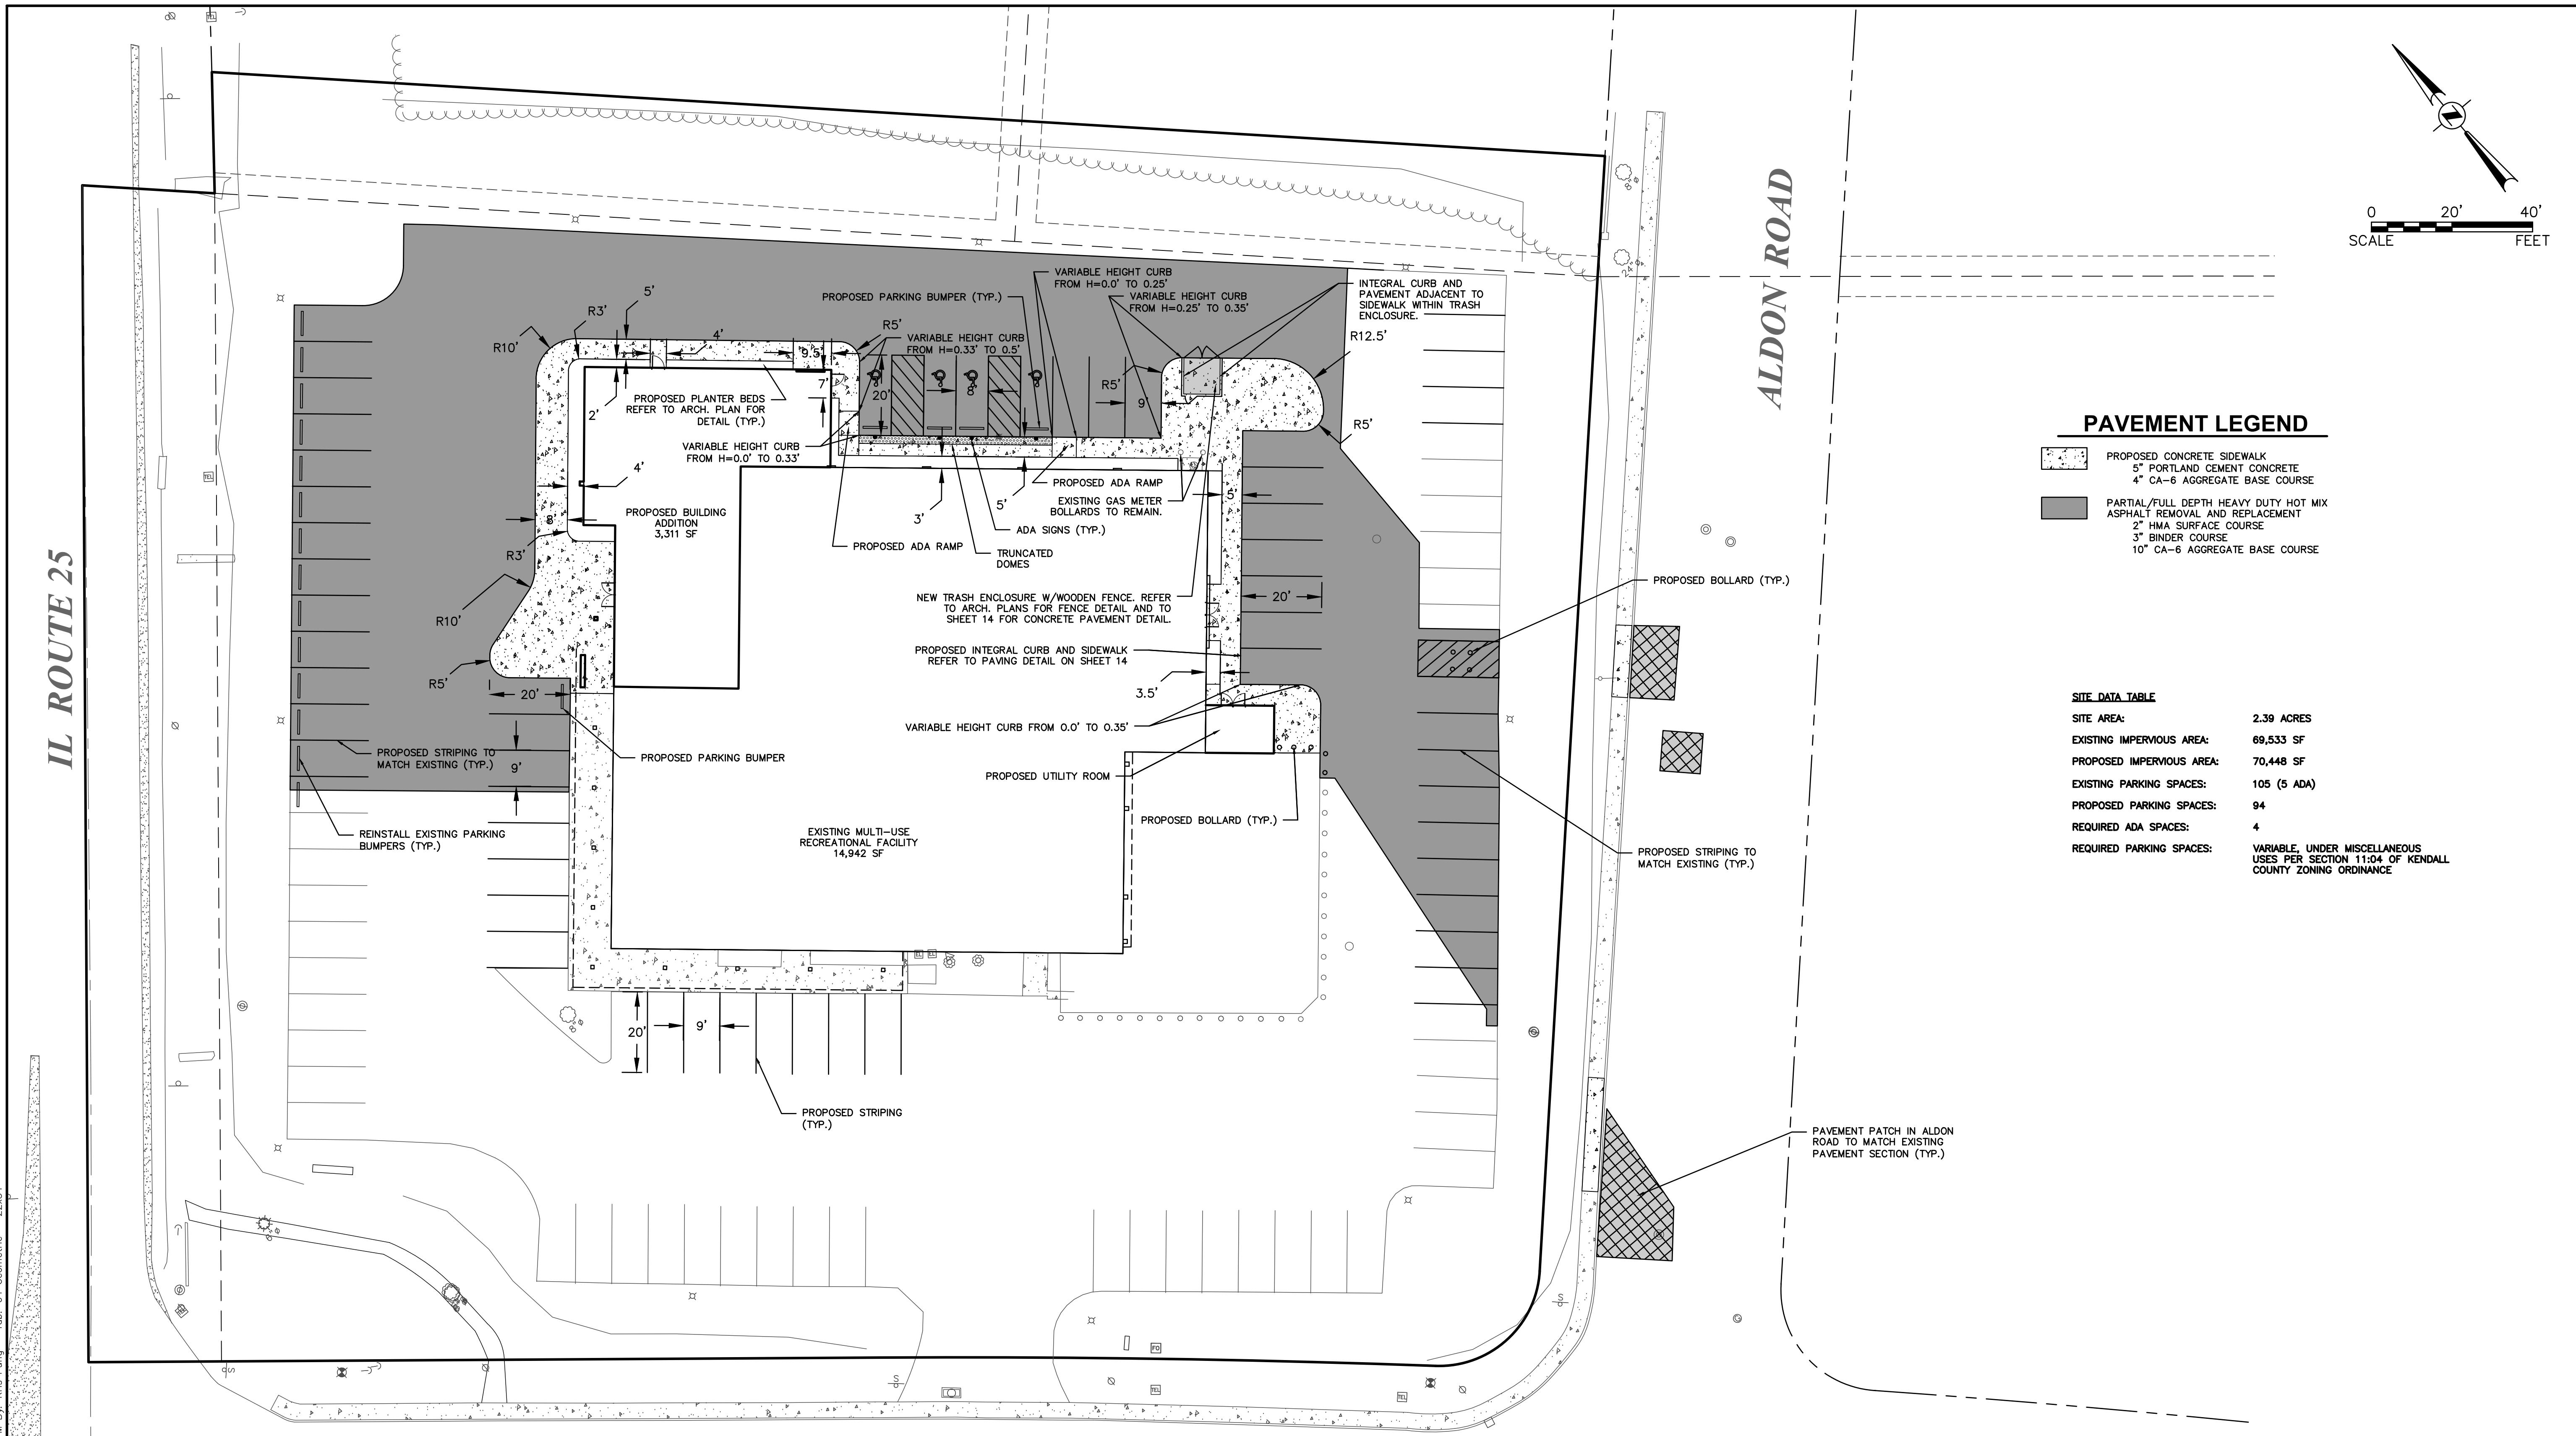 IL ROUTE 25
ALDON ROAD
0 20' 40'
SCALE FEET
PAVEMENT LEGEND
PROPOSED CONCRETE SIDEWALK
5" PORTLAND CEMENT CONCRETE
4" CA-6 AGGREGATE BASE COURSE
PARTIAL/FULL DEPTH HEAVY DUTY HOT MIX
ASPHALT REMOVAL AND REPLACEMENT
2" HMA SURFACE COURSE
3" BINDER COURSE
10" CA-6 AGGREGATE BASE COURSE
SITE DATA TABLE
SITE AREA: 2.39 ACRES
EXISTING IMPERVIOUS AREA: 69,533 SF
PROPOSED IMPERVIOUS AREA: 70,448 SF
EXISTING PARKING SPACES: 105 (5 ADA)
PROPOSED PARKING SPACES: 94
REQUIRED ADA SPACES: 4
REQUIRED PARKING SPACES: VARIABLE, UNDER MISCELLANEOUS
USES PER SECTION 11:04 OF KENDALL
COUNTY ZONING ORDINANCE
VARIABLE HEIGHT CURB
FROM H=0.0' TO 0.25'
PROPOSED PARKING BUMPER (TYP.)
VARIABLE HEIGHT CURB
FROM H=0.25' TO 0.35'
INTEGRAL CURB AND
PAVEMENT ADJACENT TO
SIDEWALK WITHIN TRASH
ENCLOSURE.
VARIABLE HEIGHT CURB
FROM H=0.33' TO 0.5'
5'
R3'
R10'
4'
9.5'
R5'
R12.5'
R5'
9'
R5'
7'
20'
8'
2'
PROPOSED PLANTER BEDS
REFER TO ARCH. PLAN FOR
DETAIL (TYP.)
VARIABLE HEIGHT CURB
FROM H=0.0' TO 0.33'
4'
8'
R3'
R10'
R5'
20'
PROPOSED BUILDING
ADDITION
3,311 SF
PROPOSED ADA RAMP
3'
5'
PROPOSED ADA RAMP
EXISTING GAS METER
BOLLARDS TO REMAIN.
ADA SIGNS (TYP.)
TRUNCATED
DOMES
5'
20'
NEW TRASH ENCLOSURE W/WOODEN FENCE. REFER
TO ARCH. PLANS FOR FENCE DETAIL AND TO
SHEET 14 FOR CONCRETE PAVEMENT DETAIL.
PROPOSED INTEGRAL CURB AND SIDEWALK
REFER TO PAVING DETAIL ON SHEET 14
3.5'
VARIABLE HEIGHT CURB FROM 0.0' TO 0.35'
PROPOSED UTILITY ROOM
PROPOSED BOLLARD (TYP.)
PROPOSED BOLLARD (TYP.)
PROPOSED STRIPING TO
MATCH EXISTING (TYP.)
9'
PROPOSED PARKING BUMPER
REINSTALL EXISTING PARKING
BUMPERS (TYP.)
EXISTING MULTI-USE
RECREATIONAL FACILITY
14,942 SF
PROPOSED STRIPING TO
MATCH EXISTING (TYP.)
20'
9'
PROPOSED STRIPING
(TYP.)
PAVEMENT PATCH IN ALDON
ROAD TO MATCH EXISTING
PAVEMENT SECTION (TYP.)
TEL
TEL
TEL
TEL
FO
S
S
S